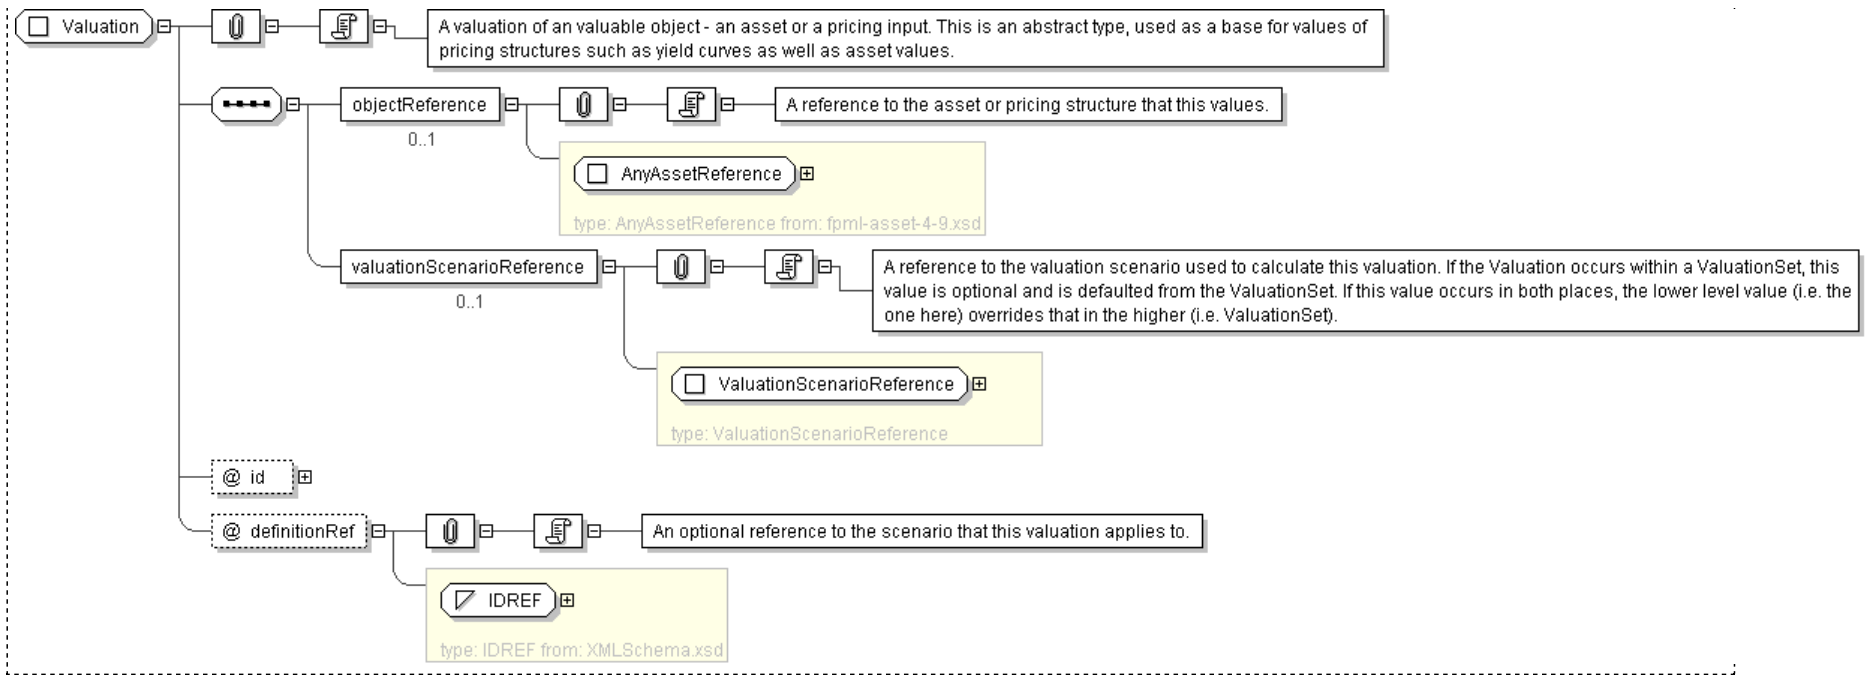 Valuation
A valuation of an valuable object - an asset or a pricing input. This is an abstract type, used as a base for values of
pricing structures such as yield curves as well as asset values.
objectReference
A reference to the asset or pricing structure that this values.
0..1
AnyAssetReference
type: AnyAssetReference from: fpml-asset-4-9.xsd
valuationScenarioReference
A reference to the valuation scenario used to calculate this valuation. If the Valuation occurs within a ValuationSet, this
value is optional and is defaulted from the ValuationSet. If this value occurs in both places, the lower level value (i.e. the
one here) overrides that in the higher (i.e. ValuationSet).
0..1
ValuationScenarioReference
type: ValuationScenarioReference
@ id
@ definitionRef
An optional reference to the scenario that this valuation applies to.
IDREF
type: IDREF from: XMLSchema.xsd